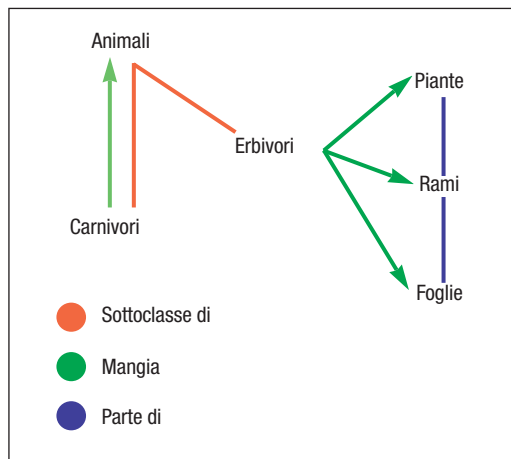 Animali
Piante
Erbivori
Rami
Carnivori
Foglie
Sottoclasse di
Mangia
Parte di